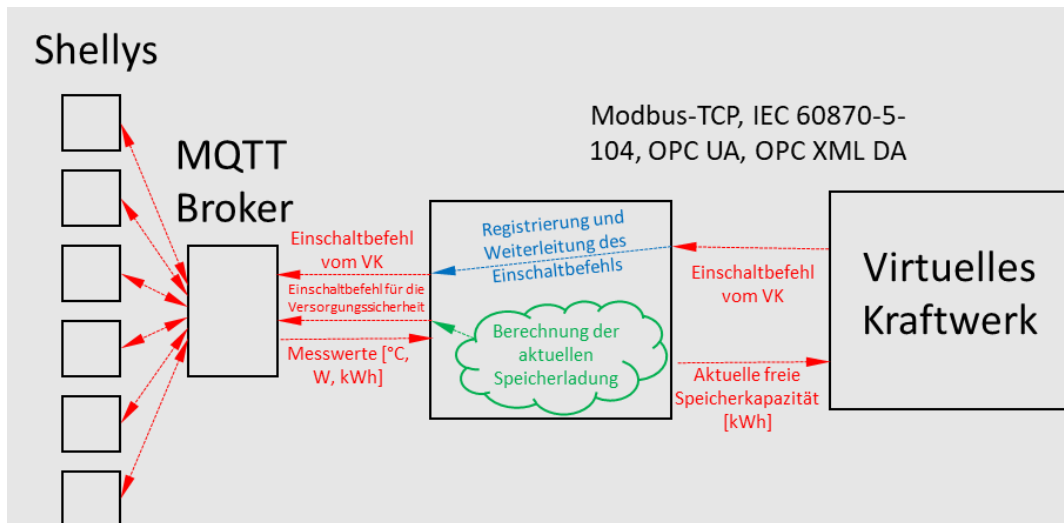 Shellys
MQTT
Broker
Modbus-TCP, IEC 60870-5-
104, OPC UA, OPC XML DA
Einschaltbefehl
vom VK
Einschaltbefehl für die
Versorgungssicherheit
Messwerte [°C,
W, kWh]
Registrierung und
Weiterleitung des
Einschaltbefehls
Berechnung der
aktuellen
Speicherladung
Einschaltbefehl
vom VK
Aktuelle freie
Speicherkapazität
[kWh]
Virtuelles
Kraftwerk